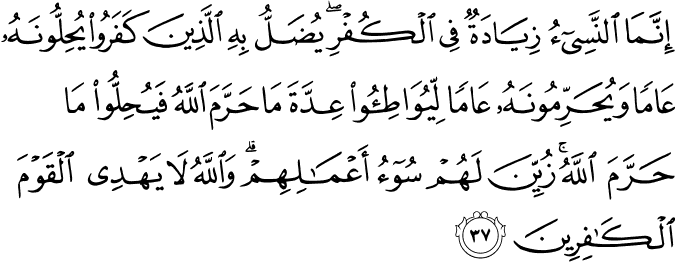 إِنَّمَا ٱلنَّسِىٓءُ زِيَادَةٌ فِى ٱلْكُفْرِ ۖ يُضَلُّ بِهِ ٱلَّذِينَ كَفَرُوا۟ يُحِلُّونَهُۥ
عَامًا وَيُحَرِّمُونَهُۥ عَامًا لِّيُوَاطِـُٔوا۟ عِدَّةَ مَا حَرَّمَ ٱللَّهُ فَيُحِلُّوا۟ مَا
حَرَّمَ ٱللَّهُ ۚ زُيِّنَ لَهُمْ سُوٓءُ أَعْمَـٰلِهِمْ ۗ وَٱللَّهُ لَا يَهْدِى ٱلْقَوْمَ
ٱلْكَـٰفِرِينَ ٣٧